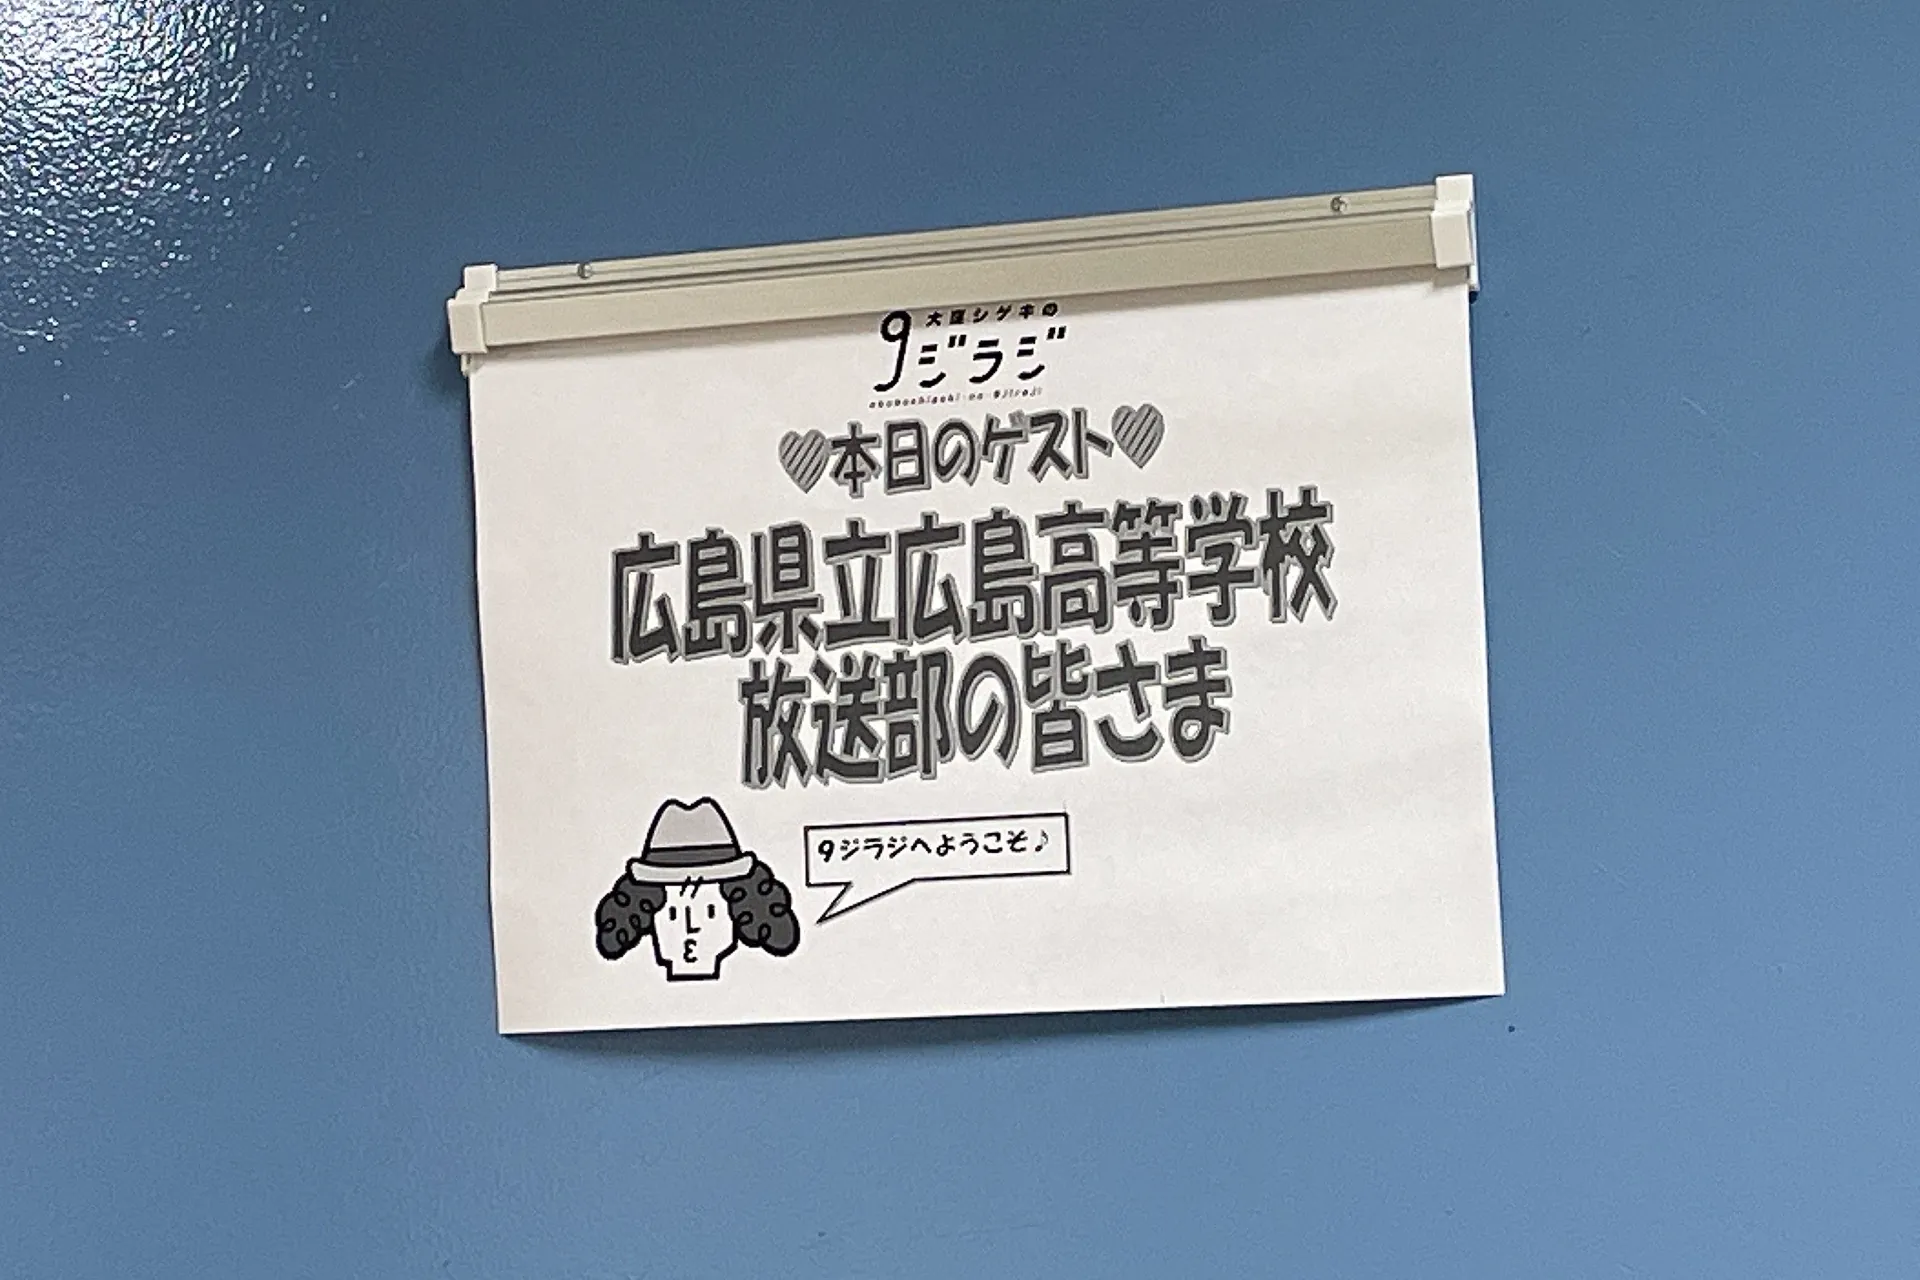 大窪シゲキの
9ジラジ
本日のゲスト
広島県立広島高等学校
放送部の皆さま
9ジラジへようこそ♪